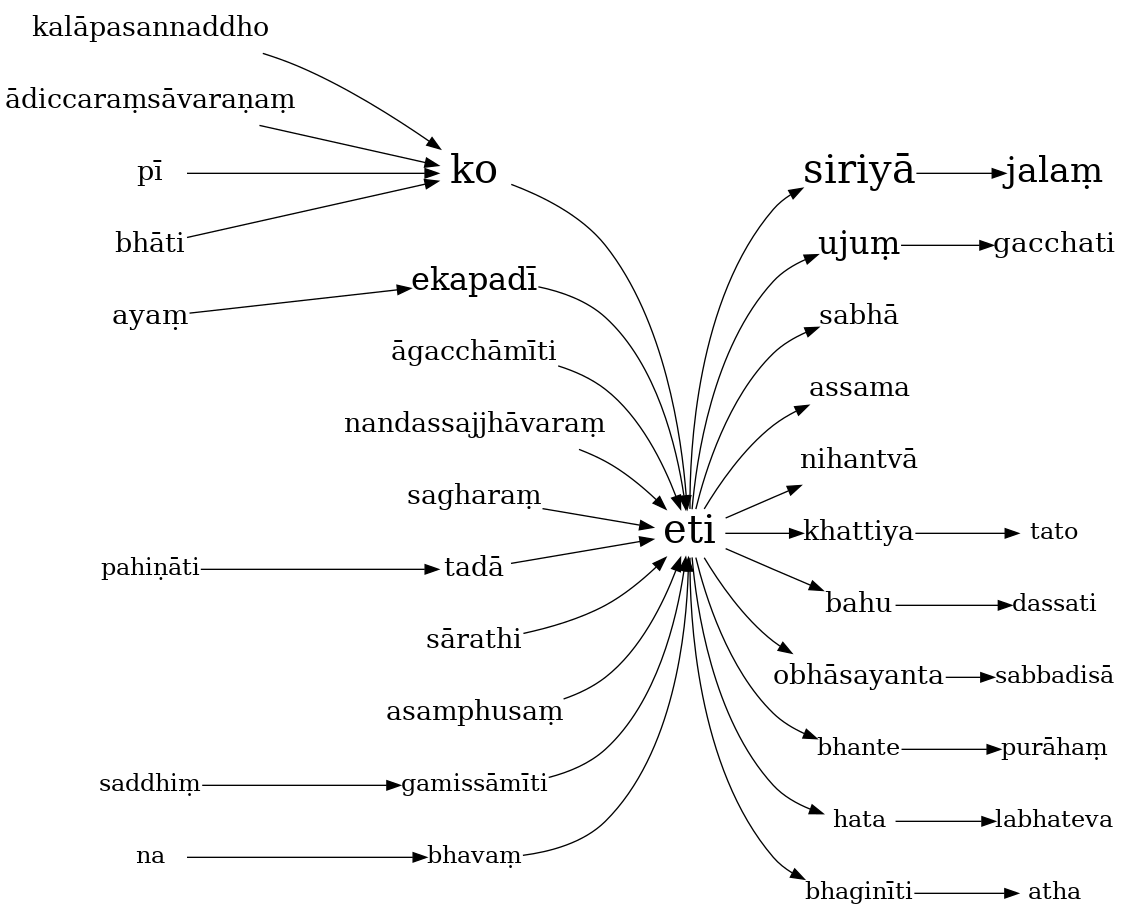 kalāpasannaddho
ādiccaraṃsāvaraṇaṃ
pī
ko
siriyā
jalaṃ
bhāti
ujuṃ
gacchati
ekapadī
ayaṃ
sabhā
āgacchāmīti
assama
nandassajjhāvaraṃ
nihantvā
sagharaṃ
eti
khattiya
tato
pahiṇāti
tadā
bahu
dassati
sārathi
obhāsayanta
sabbadisā
asamphusaṃ
bhante
purāhaṃ
saddhiṃ
gamissāmīti
hata
labhateva
na
bhavaṃ
bhaginīti
atha